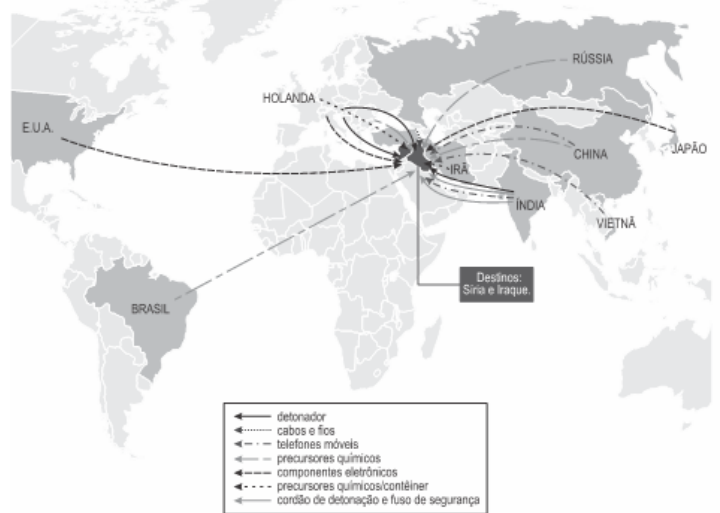 RÚSSIA
HOLANDA
E.U.A.
JAPÃO
CHINA
IRÃ
ÍNDIA
VIETNÃ
Destinos:
Síria e Iraque.
BRASIL
detonador
cabos e fios
telefones móveis
precursores químicos
componentes eletrônicos
precursores químicos/contêiner
cordão de detonação e fuso de segurança